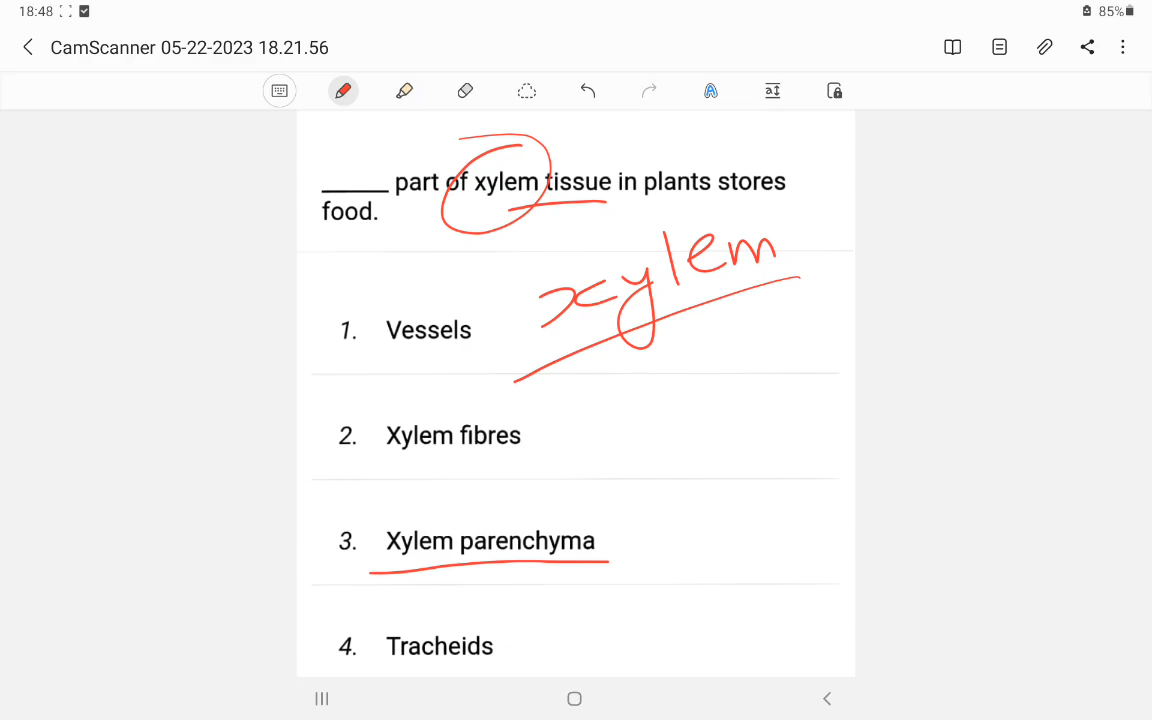 18:48
85%
CamScanner 05-22-2023 18.21.56
______ part of xylem tissue in plants stores
food.
xylem
1. Vessels
2. Xylem fibres
3. Xylem parenchyma
4. Tracheids